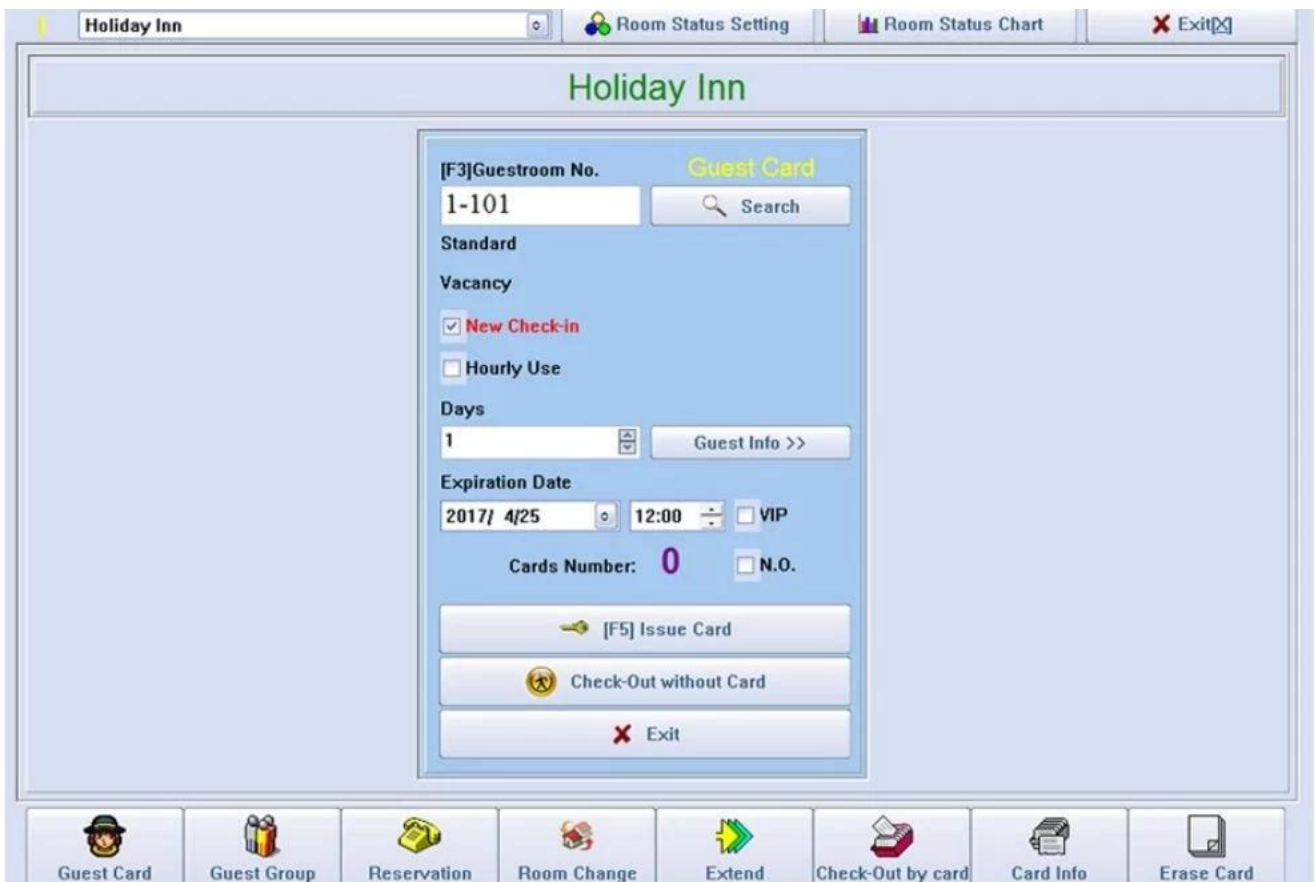 Holiday Inn
Room Status Setting
Room Status Chart
Exit[X]
Holiday Inn
[F3]Guestroom No.
Guest Card
1-101
Search
Standard
Vacancy
New Check-in
Hourly Use
Days
1
Guest Info >>
Expiration Date
2017/ 4/25
12:00
VIP
Cards Number: 0
N.O.
[F5] Issue Card
Check-Out without Card
Exit
Guest Card
Guest Group
Reservation
Room Change
Extend
Check-Out by card
Card Info
Erase Card